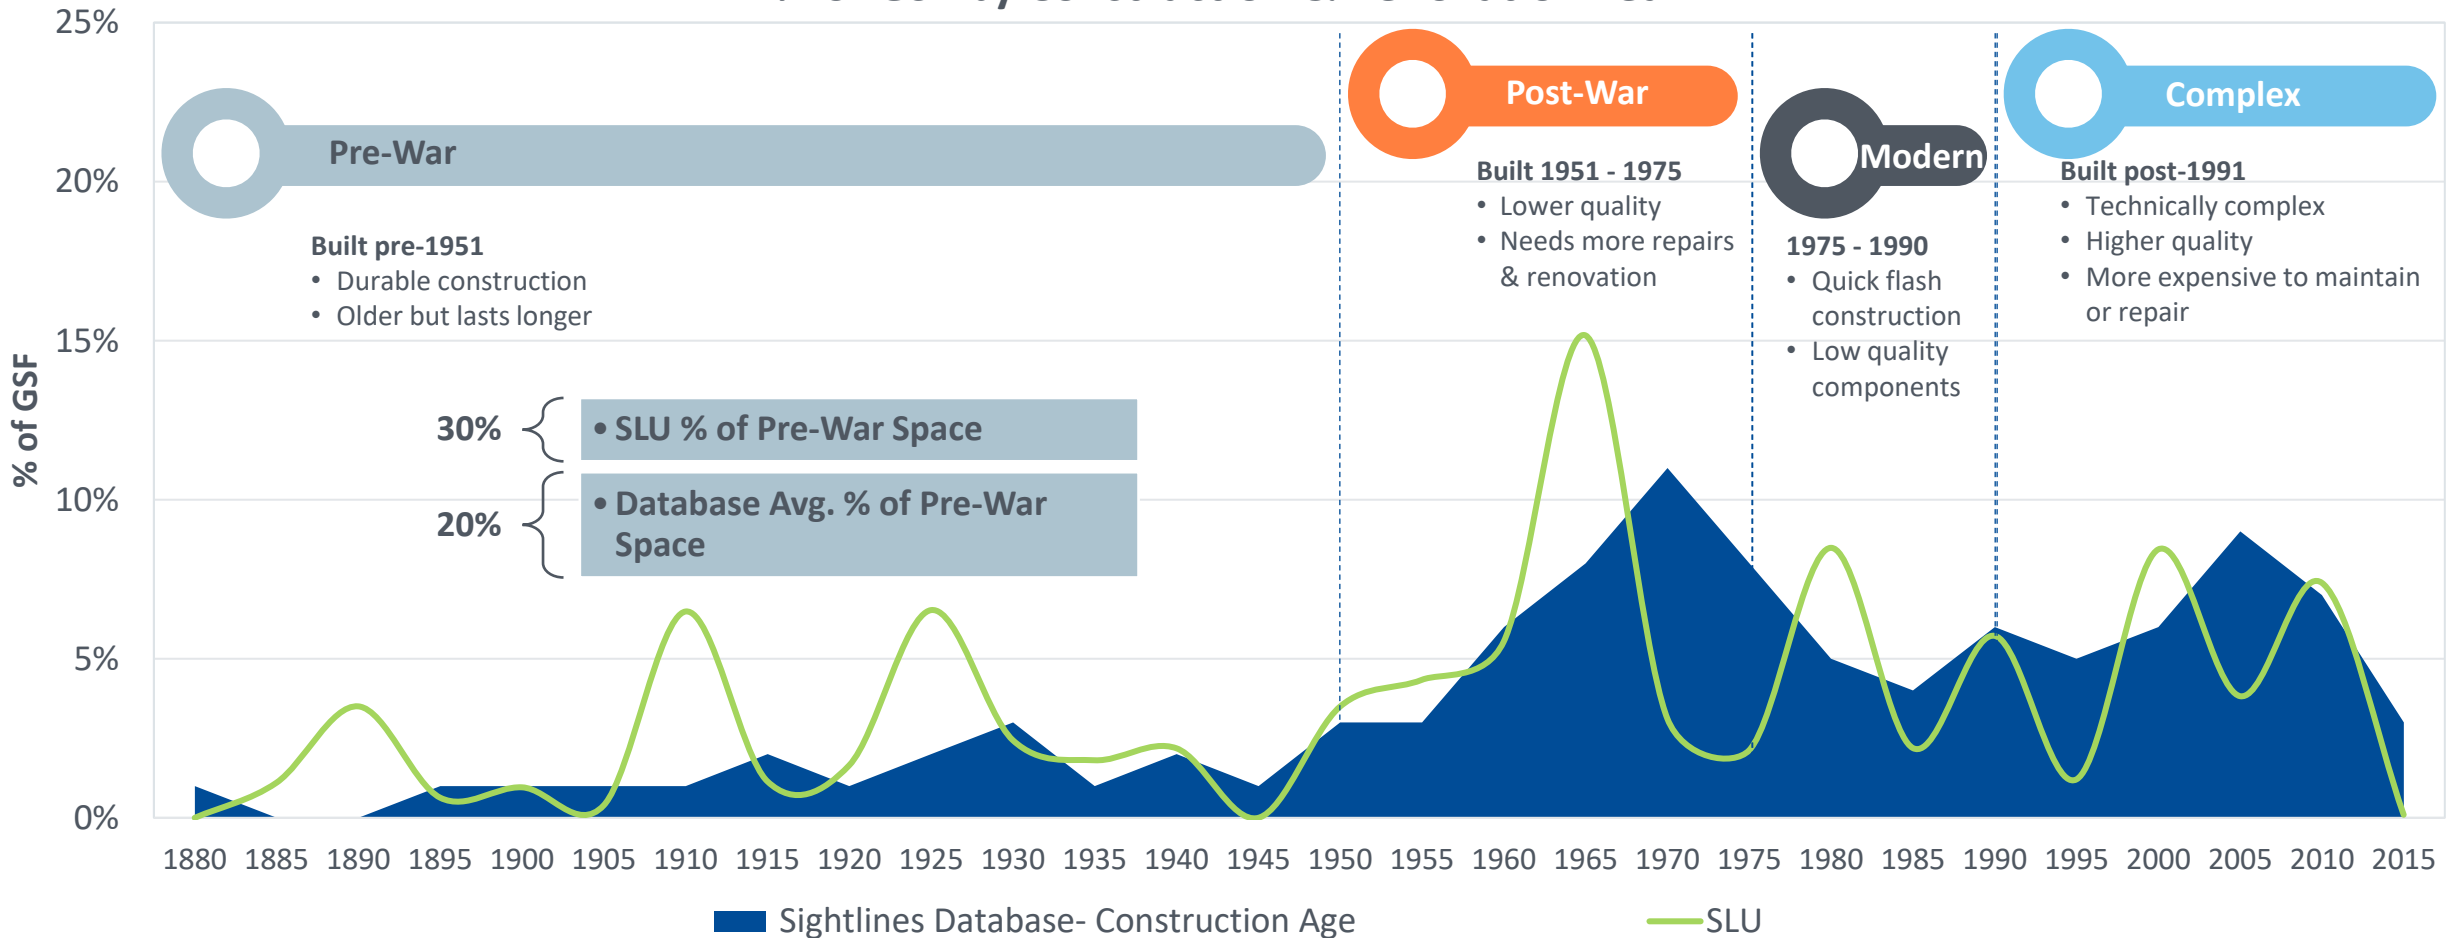 25%
20%
15%
10%
5%
0%
% of GSF
Pre-War
Built pre-1951
• Durable construction
• Older but lasts longer
Post-War
Built 1951 - 1975
• Lower quality
• Needs more repairs
& renovation
Modern
1975 - 1990
• Quick flash
construction
• Low quality
components
Complex
Built post-1991
• Technically complex
• Higher quality
• More expensive to maintain
or repair
30%
• SLU % of Pre-War Space
20%
• Database Avg. % of Pre-War
Space
1880 1885 1890 1895 1900 1905 1910 1915 1920 1925 1930 1935 1940 1945 1950 1955 1960 1965 1970 1975 1980 1985 1990 1995 2000 2005 2010 2015
Sightlines Database- Construction Age
SLU